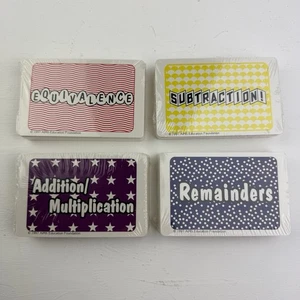 EQUIVALENCE
SUBTRACTION!
Addition/
Multiplication
Remainders